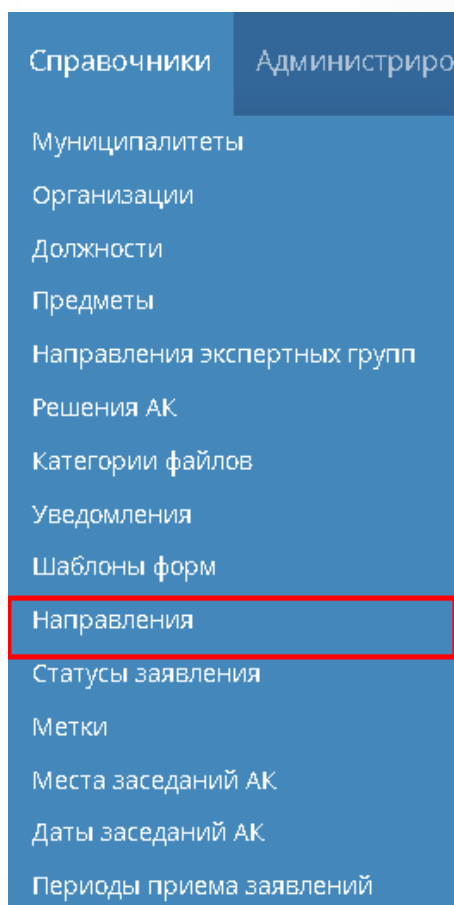 Справочники Администриро
Муниципалитеты
Организации
Должности
Предметы
Направления экспертных групп
Решения АК
Категории файлов
Уведомления
Шаблоны форм
Направления
Статусы заявления
Метки
Места заседаний АК
Даты заседаний АК
Периоды приема заявлений